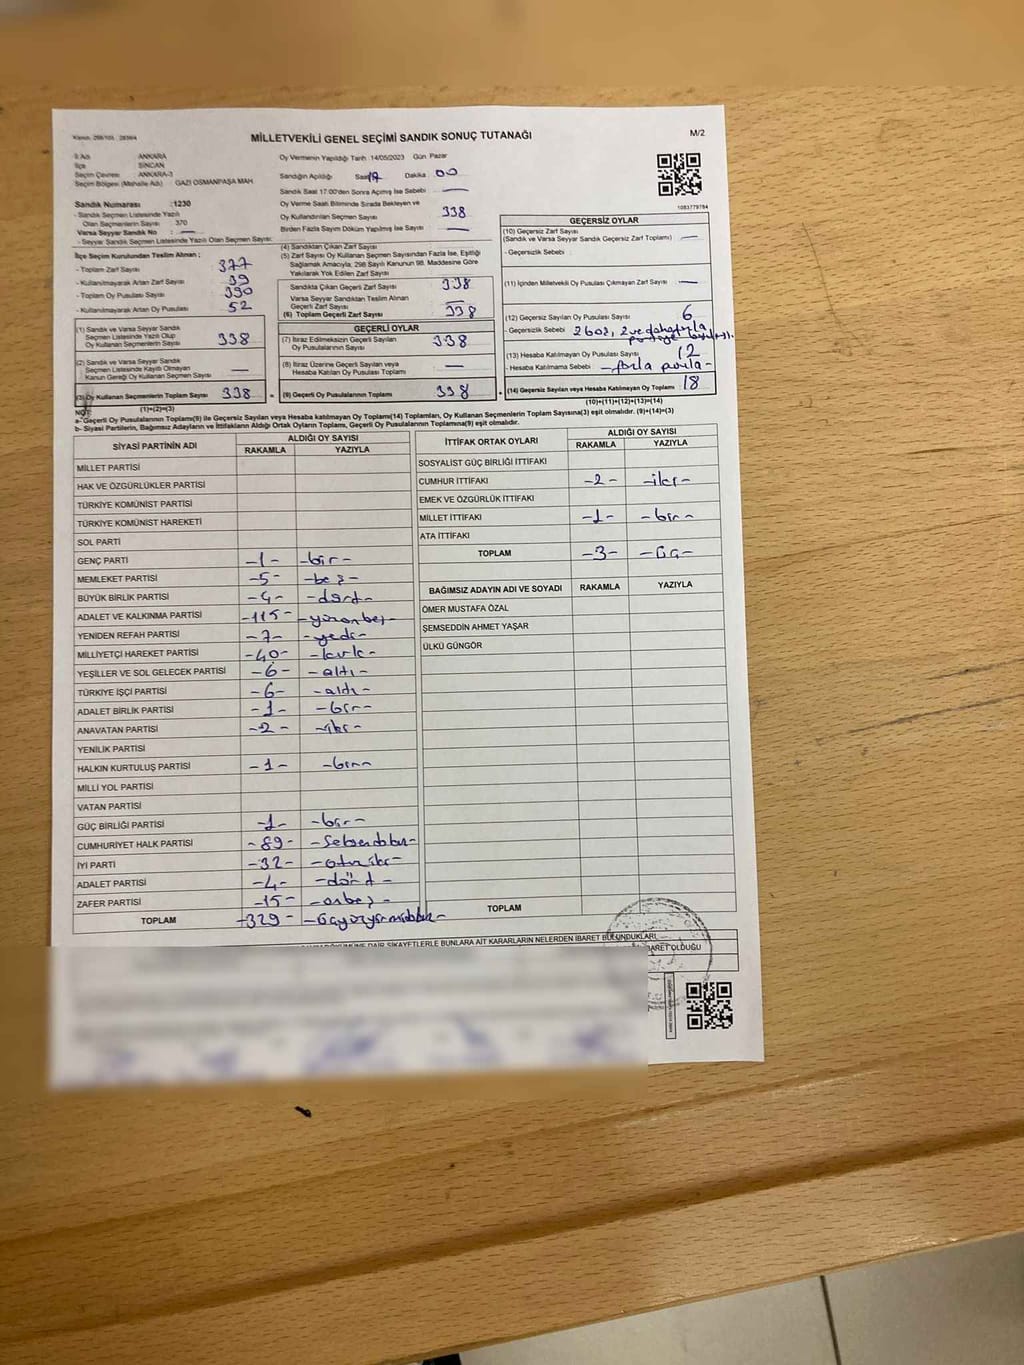 Kanun: 298/105 : 2839/4
MİLLETVEKİLİ GENEL SEÇİMİ SANDIK SONUÇ TUTANAĞI
M/2
İl Adı ANKARA
İlçe SİNCAN
Seçim Çevresi ANKARA-3
Seçim Bölgesi (Mahalle Adı) GAZİ OSMANPAŞA MAH.
Sandık Numarası :1230
- Sandık Seçmen Listesinde Yazılı
Olan Seçmenlerin Sayısı 370
Varsa Seyyar Sandık No : —
- Seyyar Sandık Seçmen Listesinde Yazılı Olan Seçmen Sayısı:
İlçe Seçim Kurulundan Teslim Alınan :
- Toplam Zarf Sayısı 377
- Kullanılmayarak Artan Zarf Sayısı 39
- Toplam Oy Pusulası Sayısı 390
- Kullanılmayarak Artan Oy Pusulası 52
(1) Sandık ve Varsa Seyyar Sandık
Seçmen Listesinde Yazılı Olup
Oy Kullanan Seçmenlerin Sayısı 338
(2) Sandık ve Varsa Seyyar Sandık
Seçmen Listesinde Kayıtlı Olmayan
Kanun Gereği Oy Kullanan Seçmen Sayısı —
(3) Oy Kullanan Seçmenlerin Toplam Sayısı 338
(1)+(2)=(3)
Oy Vermenin Yapıldığı Tarih 14/05/2023 Gün Pazar
Sandığın Açıldığı Saat 17 Dakika 00
Sandık Saat 17:00'den Sonra Açılmış İse Sebebi —
Oy Verme Saati Bitiminde Sırada Bekleyen ve
Oy Kullandırılan Seçmen Sayısı 338
Birden Fazla Sayım Döküm Yapılmış İse Sayısı —
(4) Sandıktan Çıkan Zarf Sayısı
(5) Zarf Sayısı Oy Kullanan Seçmen Sayısından Fazla İse, Eşitliği
Sağlamak Amacıyla, 298 Sayılı Kanunun 98. Maddesine Göre
Yakılarak Yok Edilen Zarf Sayısı
Sandıkta Çıkan Geçerli Zarf Sayısı 338
Varsa Seyyar Sandıktan Teslim Alınan
Geçerli Zarf Sayısı —
(6) Toplam Geçerli Zarf Sayısı 338
GEÇERLİ OYLAR
(7) İtiraz Edilmeksizin Geçerli Sayılan
Oy Pusulasının Sayısı 338
(8) İtiraz Üzerine Geçerli Sayılan veya
Hesaba Katılan Oy Pusulası Toplamı —
(9) Geçerli Oy Pusulalarının Toplamı 338
1083779784
GEÇERSİZ OYLAR
(10) Geçersiz Zarf Sayısı
(Sandık ve Varsa Seyyar Sandık Geçersiz Zarf Toplamı) —
- Geçersizlik Sebebi
(11) İçinden Milletvekili Oy Pusulası Çıkmayan Zarf Sayısı —
(12) Geçersiz Oy Pusulası Sayısı 6
- Geçersizlik Sebebi
(13) Hesaba Katılmayan Oy Pusulası Sayısı 12
- Hesaba Katılmama Sebebi
(14) Geçersiz Sayılan veya Hesaba Katılmayan Oy Toplamı 18
(10)+(11)+(12)+(13)=(14)
NOT:
a- Geçerli Oy Pusulalarının Toplamı(9) ile Geçersiz Sayılan veya Hesaba katılmayan Oy Toplamı(14) Toplamları, Oy Kullanan Seçmenlerin Toplam Sayısına(3) eşit olmalıdır. (9)+(14)=(3)
b- Siyasi Partilerin, Bağımsız Adayların ve İttifakların Aldığı Ortak Oyların Toplamı, Geçerli Oy Pusulalarının Toplamına(9) eşit olmalıdır.
SİYASİ PARTİNİN ADI ALDIĞI OY SAYISI
RAKAMLA YAZIYLA
MİLLET PARTİSİ
HAK VE ÖZGÜRLÜKLER PARTİSİ
TÜRKİYE KOMÜNİST PARTİSİ
TÜRKİYE KOMÜNİST HAREKETİ
SOL PARTİ
GENÇ PARTİ -1- -bir-
MEMLEKET PARTİSİ -5- -beş-
BÜYÜK BİRLİK PARTİSİ -4- -dört-
ADALET VE KALKINMA PARTİSİ -115- -yüzonbeş-
YENİDEN REFAH PARTİSİ -7- -yedi-
MİLLİYETÇİ HAREKET PARTİSİ -40- -kırk-
YEŞİLLER VE SOL GELECEK PARTİSİ -6- -altı-
TÜRKİYE İŞÇİ PARTİSİ -6- -altı-
ADALET BİRLİK PARTİSİ -1- -bir-
ANAVATAN PARTİSİ -2- -iki-
YENİLİK PARTİSİ
HALKIN KURTULUŞ PARTİSİ -1- -bir-
MİLLİ YOL PARTİSİ
VATAN PARTİSİ
GÜÇ BİRLİĞİ PARTİSİ -1- -bir-
CUMHURİYET HALK PARTİSİ -89- -seksendokuz-
İYİ PARTİ -32- -otuziki-
ADALET PARTİSİ -4- -dört-
ZAFER PARTİSİ -15- -onbeş-
TOPLAM -329- -üçyüzyirmidokuz-
İTTİFAK ORTAK OYLARI ALDIĞI OY SAYISI
RAKAMLA YAZIYLA
SOSYALİST GÜÇ BİRLİĞİ İTTİFAKI
CUMHUR İTTİFAKI -2- -iki-
EMEK VE ÖZGÜRLÜK İTTİFAKI
MİLLET İTTİFAKI -1- -bir-
ATA İTTİFAKI
TOPLAM -3- -üç-
BAĞIMSIZ ADAYIN ADI VE SOYADI RAKAMLA YAZIYLA
ÖMER MUSTAFA ÖZAL
ŞEMSEDDİN AHMET YAŞAR
ÜLKÜ GÜNGÖR
TOPLAM
DÖKÜMÜNE DAİR ŞİKAYETLERLE BUNLARA AİT KARARLARIN NELERDEN İBARET BULUNDUKLARI
İBARET OLDUĞU